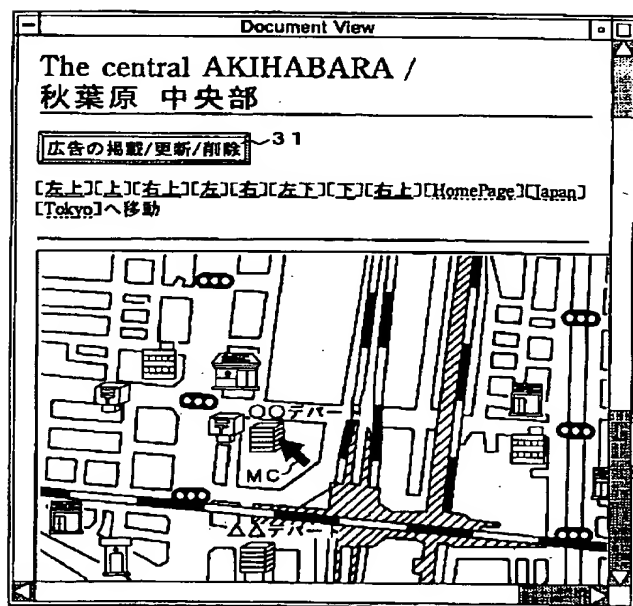 Document View
The central AKIHABARA /
秋葉原 中央部
広告の掲載/更新/削除
31
[左上][上][右上][左][右][左下][下][右上][HomePage][Japan]
[Tokyo]へ移動
○○デパー
MC
△△デパート